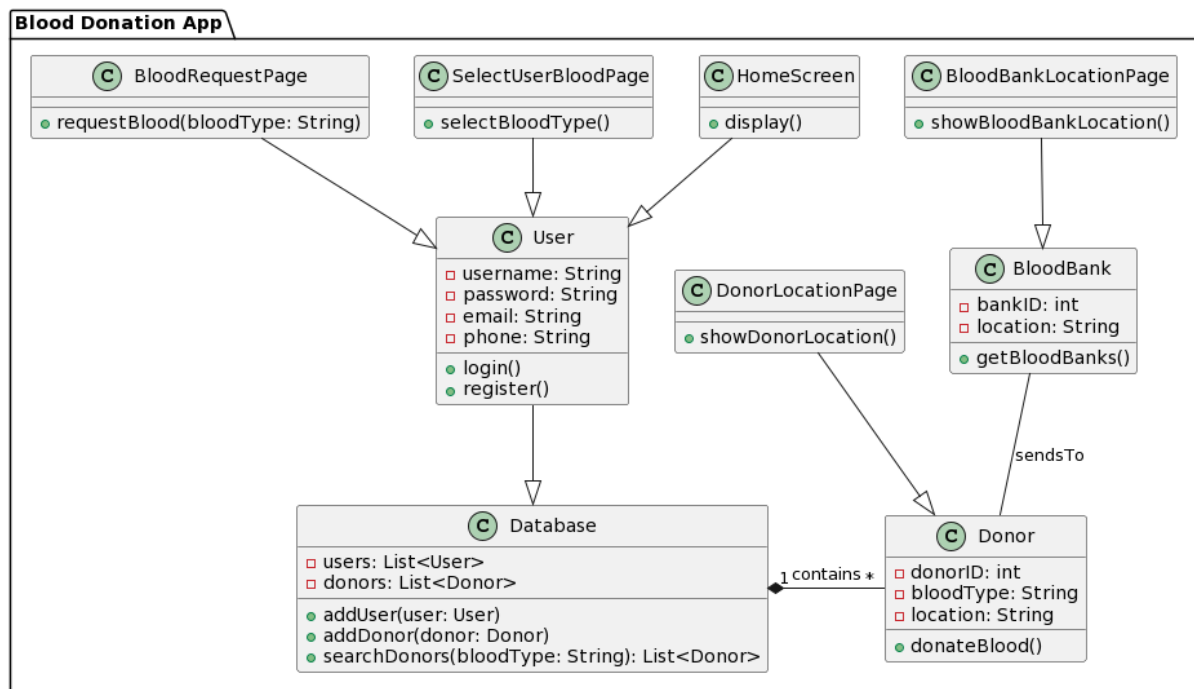 Blood Donation App
C BloodRequestPage
requestBlood(bloodType: String)
C SelectUserBloodPage
selectBloodType()
C HomeScreen
display()
C BloodBankLocationPage
showBloodBankLocation()
C User
username: String
password: String
email: String
phone: String
login()
register()
C DonorLocationPage
showDonorLocation()
C BloodBank
bankID: int
location: String
getBloodBanks()
sendsTo
C Database
users: List<User>
donors: List<Donor>
addUser(user: User)
addDonor(donor: Donor)
searchDonors(bloodType: String): List<Donor>
1 contains *
C Donor
donorID: int
bloodType: String
location: String
donateBlood()